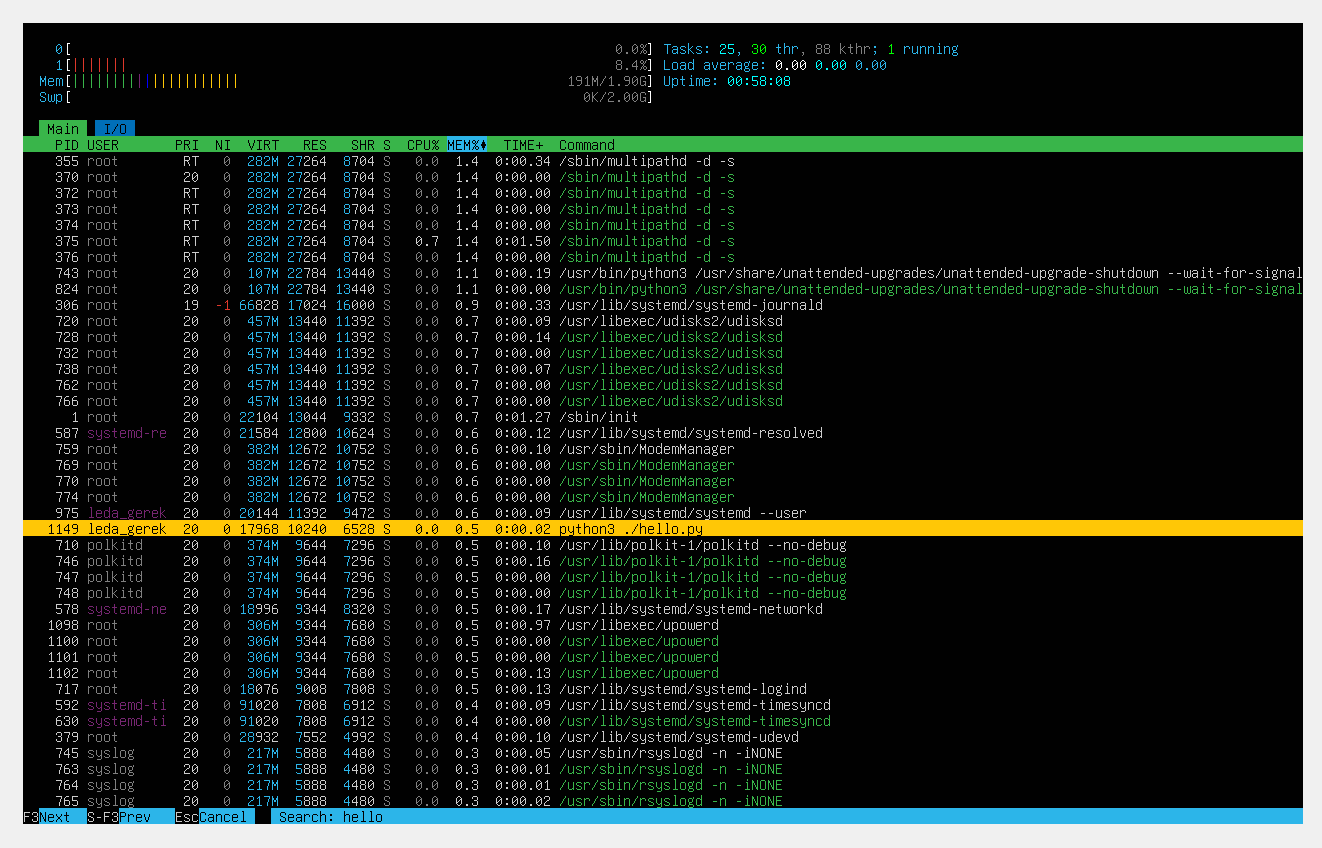 0[ 0.0%] Tasks: 25, 30 thr, 88 kthr; 1 running
1[||||||| 8.4%] Load average: 0.00 0.00 0.00
Mem[||||||||||||||||||||| 191M/1.90G] Uptime: 00:58:08
Swp[ 0K/2.00G]
Main I/O
PID USER PRI NI VIRT RES SHR S CPU% MEM%♦ TIME+ Command
355 root RT 0 282M 27264 8704 S 0.0 1.4 0:00.34 /sbin/multipathd -d -s
370 root 20 0 282M 27264 8704 S 0.0 1.4 0:00.00 /sbin/multipathd -d -s
372 root RT 0 282M 27264 8704 S 0.0 1.4 0:00.00 /sbin/multipathd -d -s
373 root RT 0 282M 27264 8704 S 0.0 1.4 0:00.00 /sbin/multipathd -d -s
374 root RT 0 282M 27264 8704 S 0.0 1.4 0:00.00 /sbin/multipathd -d -s
375 root RT 0 282M 27264 8704 S 0.7 1.4 0:01.50 /sbin/multipathd -d -s
376 root RT 0 282M 27264 8704 S 0.0 1.4 0:00.00 /sbin/multipathd -d -s
743 root 20 0 107M 22784 13440 S 0.0 1.1 0:00.19 /usr/bin/python3 /usr/share/unattended-upgrades/unattended-upgrade-shutdown --wait-for-signal
824 root 20 0 107M 22784 13440 S 0.0 1.1 0:00.00 /usr/bin/python3 /usr/share/unattended-upgrades/unattended-upgrade-shutdown --wait-for-signal
306 root 19 -1 66828 17024 16000 S 0.0 0.9 0:00.33 /usr/lib/systemd/systemd-journald
720 root 20 0 457M 13440 11392 S 0.0 0.7 0:00.09 /usr/libexec/udisks2/udisksd
728 root 20 0 457M 13440 11392 S 0.0 0.7 0:00.14 /usr/libexec/udisks2/udisksd
732 root 20 0 457M 13440 11392 S 0.0 0.7 0:00.00 /usr/libexec/udisks2/udisksd
738 root 20 0 457M 13440 11392 S 0.0 0.7 0:00.07 /usr/libexec/udisks2/udisksd
762 root 20 0 457M 13440 11392 S 0.0 0.7 0:00.00 /usr/libexec/udisks2/udisksd
766 root 20 0 457M 13440 11392 S 0.0 0.7 0:00.00 /usr/libexec/udisks2/udisksd
1 root 20 0 22104 13044 9332 S 0.0 0.7 0:01.27 /sbin/init
587 systemd-re 20 0 21584 12800 10624 S 0.0 0.6 0:00.12 /usr/lib/systemd/systemd-resolved
759 root 20 0 382M 12672 10752 S 0.0 0.6 0:00.10 /usr/sbin/ModemManager
769 root 20 0 382M 12672 10752 S 0.0 0.6 0:00.00 /usr/sbin/ModemManager
770 root 20 0 382M 12672 10752 S 0.0 0.6 0:00.00 /usr/sbin/ModemManager
774 root 20 0 382M 12672 10752 S 0.0 0.6 0:00.00 /usr/sbin/ModemManager
975 leda_gerek 20 0 20144 11392 9472 S 0.0 0.6 0:00.09 /usr/lib/systemd/systemd --user
1149 leda_gerek 20 0 17968 10240 6528 S 0.0 0.5 0:00.02 python3 ./hello.py
710 polkitd 20 0 374M 9644 7296 S 0.0 0.5 0:00.10 /usr/lib/polkit-1/polkitd --no-debug
746 polkitd 20 0 374M 9644 7296 S 0.0 0.5 0:00.16 /usr/lib/polkit-1/polkitd --no-debug
747 polkitd 20 0 374M 9644 7296 S 0.0 0.5 0:00.00 /usr/lib/polkit-1/polkitd --no-debug
748 polkitd 20 0 374M 9644 7296 S 0.0 0.5 0:00.00 /usr/lib/polkit-1/polkitd --no-debug
578 systemd-ne 20 0 18996 9344 8320 S 0.0 0.5 0:00.17 /usr/lib/systemd/systemd-networkd
1098 root 20 0 306M 9344 7680 S 0.0 0.5 0:00.97 /usr/libexec/upowerd
1100 root 20 0 306M 9344 7680 S 0.0 0.5 0:00.00 /usr/libexec/upowerd
1101 root 20 0 306M 9344 7680 S 0.0 0.5 0:00.00 /usr/libexec/upowerd
1102 root 20 0 306M 9344 7680 S 0.0 0.5 0:00.13 /usr/libexec/upowerd
717 root 20 0 18076 9008 7808 S 0.0 0.5 0:00.13 /usr/lib/systemd/systemd-logind
592 systemd-ti 20 0 91020 7808 6912 S 0.0 0.4 0:00.09 /usr/lib/systemd/systemd-timesyncd
630 systemd-ti 20 0 91020 7808 6912 S 0.0 0.4 0:00.00 /usr/lib/systemd/systemd-timesyncd
379 root 20 0 28932 7552 4992 S 0.0 0.4 0:00.10 /usr/lib/systemd/systemd-udevd
745 syslog 20 0 217M 5888 4480 S 0.0 0.3 0:00.05 /usr/sbin/rsyslogd -n -iNONE
763 syslog 20 0 217M 5888 4480 S 0.0 0.3 0:00.01 /usr/sbin/rsyslogd -n -iNONE
764 syslog 20 0 217M 5888 4480 S 0.0 0.3 0:00.01 /usr/sbin/rsyslogd -n -iNONE
765 syslog 20 0 217M 5888 4480 S 0.0 0.3 0:00.02 /usr/sbin/rsyslogd -n -iNONE
F3Next S-F3Prev EscCancel Search: hello